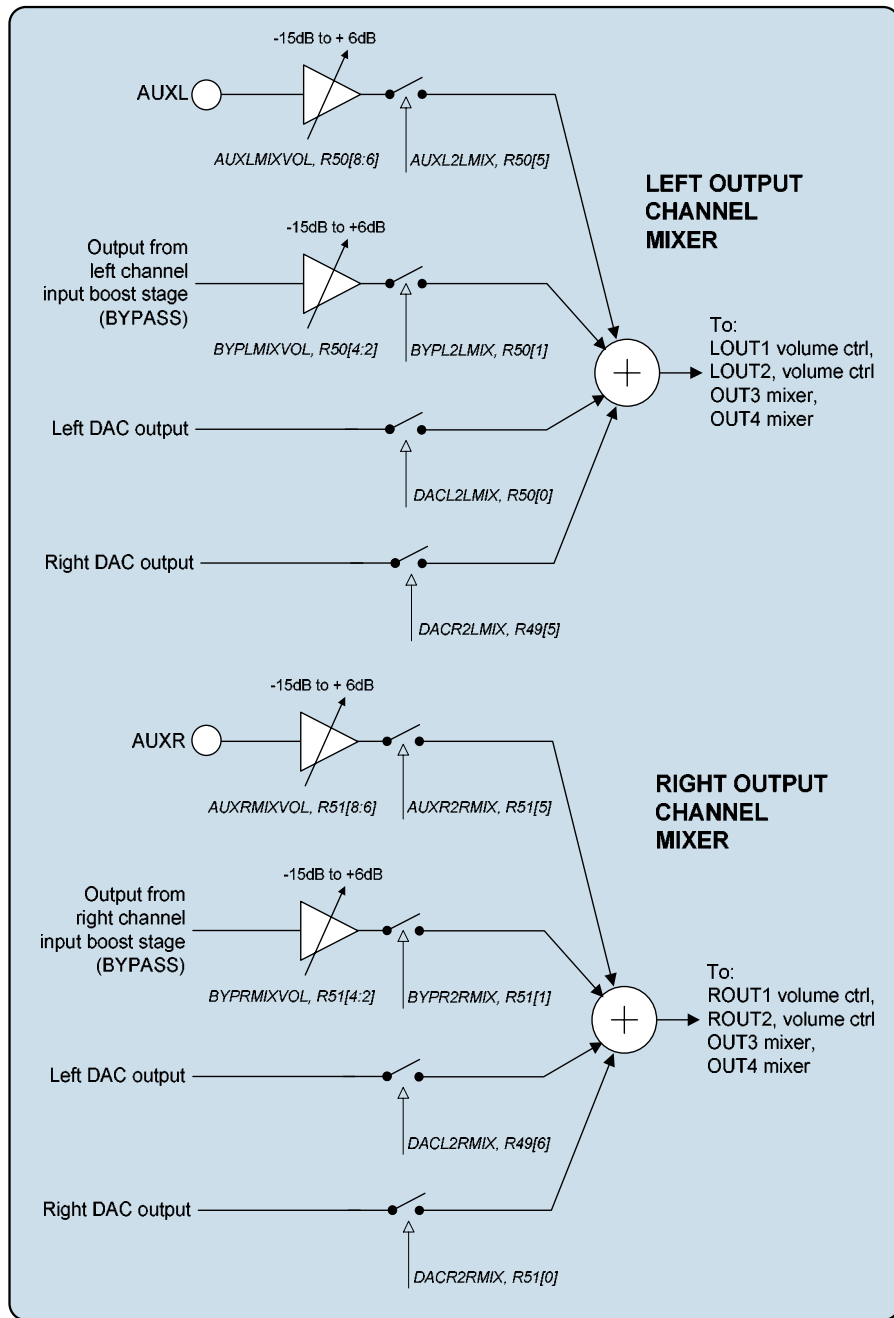 -15dB to + 6dB
AUXL
AUXLMIXVOL, R50[8:6]
AUXL2LMIX, R50[5]
LEFT OUTPUT
CHANNEL
MIXER
-15dB to +6dB
Output from
left channel
input boost stage
(BYPASS)
BYPLMIXVOL, R50[4:2]
BYPL2LMIX, R50[1]
To:
LOUT1 volume ctrl,
LOUT2, volume ctrl
OUT3 mixer,
OUT4 mixer
Left DAC output
DACL2LMIX, R50[0]
Right DAC output
DACR2LMIX, R49[5]
-15dB to + 6dB
AUXR
AUXRMIXVOL, R51[8:6]
AUXR2RMIX, R51[5]
RIGHT OUTPUT
CHANNEL
MIXER
-15dB to +6dB
Output from
right channel
input boost stage
(BYPASS)
BYPRMIXVOL, R51[4:2]
BYPR2RMIX, R51[1]
To:
ROUT1 volume ctrl,
ROUT2, volume ctrl
OUT3 mixer,
OUT4 mixer
Left DAC output
DACL2RMIX, R49[6]
Right DAC output
DACR2RMIX, R51[0]